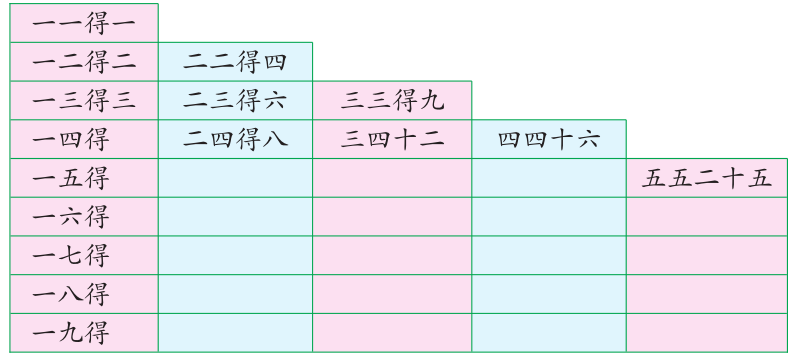 一一得一
一二得二 二二得四
一三得三 二三得六 三三得九
一四得 二四得八 三四十二 四四十六
一五得 五五二十五
一六得
一七得
一八得
一九得